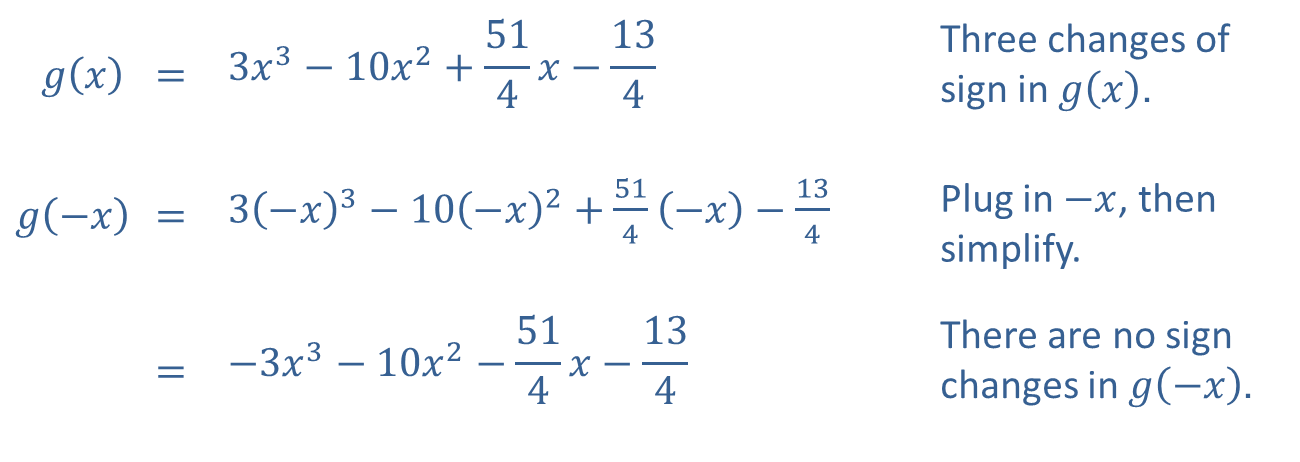 g(x) = 3x³ − 10x² + 51/4 x − 13/4 Three changes of
sign in g(x).
g(−x) = 3(−x)³ − 10(−x)² + 51/4 (−x) − 13/4 Plug in −x, then
simplify.
= −3x³ − 10x² − 51/4 x − 13/4 There are no sign
changes in g(−x).